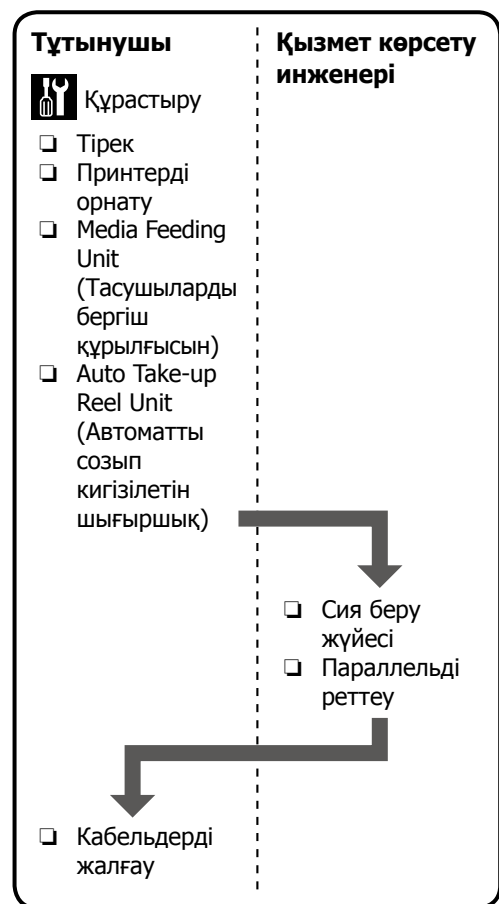 Тұтынушы
Құрастыру
❏ Тірек
❏ Принтерді
орнату
❏ Media Feeding
Unit
(Тасушыларды
бергіш
құрылғысын)
❏ Auto Take-up
Reel Unit
(Автоматты
созып
кигізілетін
шығыршық)
Қызмет көрсету
инженері
❏ Сия беру
жүйесі
❏ Параллельді
реттеу
❏ Кабельдерді
жалғау